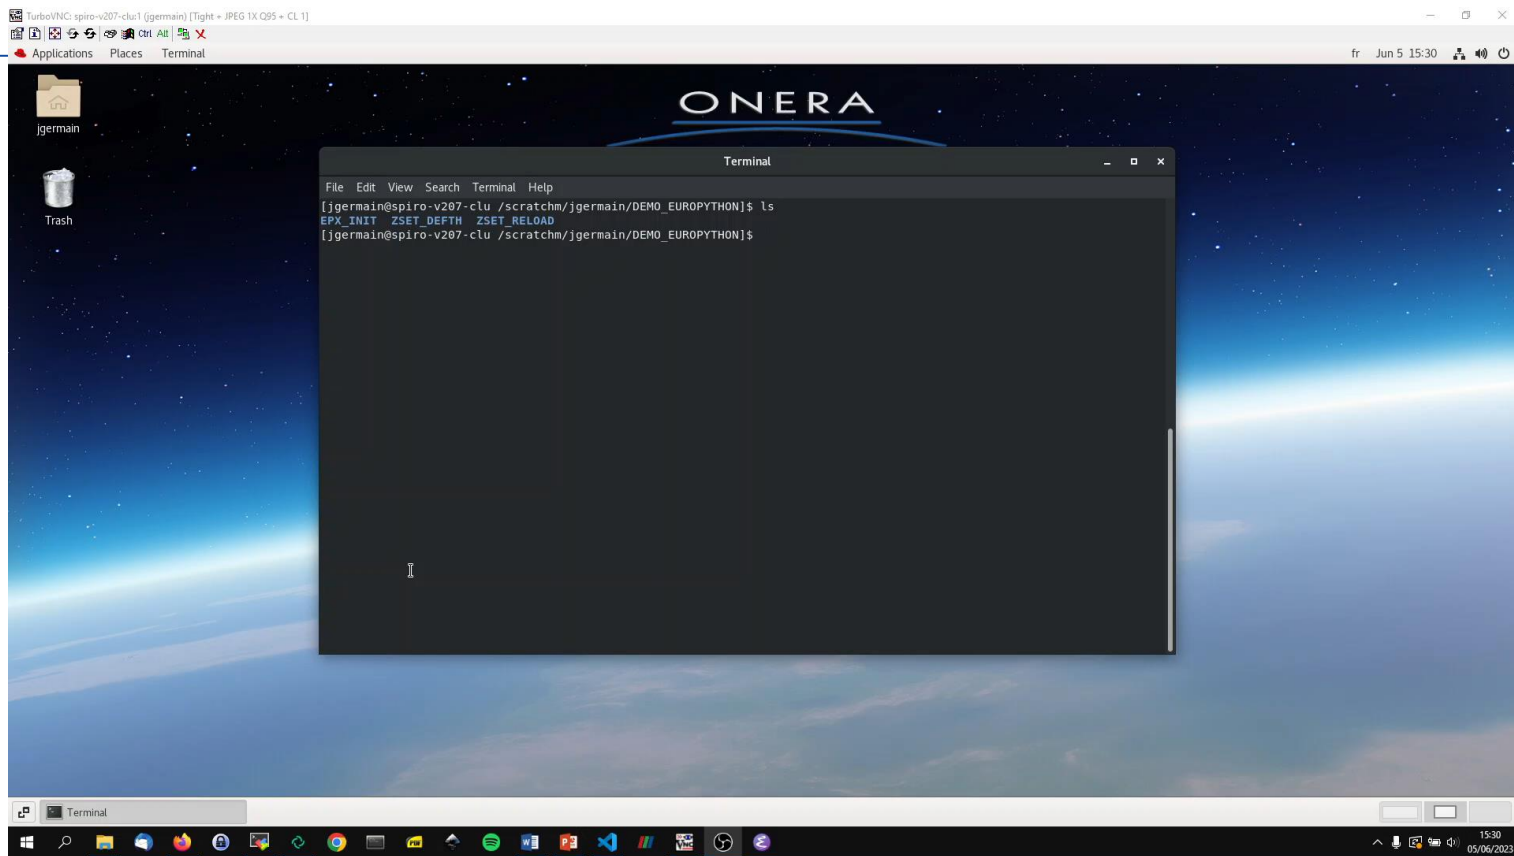 TurboVNC: spiro-v207-clu:1 (jgermain) [Tight + JPEG 1X Q95 + CL 1]
Ctrl Alt
Applications Places Terminal fr Jun 5 15:30
ONERA
jgermain
Trash
Terminal
File Edit View Search Terminal Help
[jgermain@spiro-v207-clu /scratchm/jgermain/DEMO_EUROPYTHON]$ ls
EPX_INIT ZSET_DEFTH ZSET_RELOAD
[jgermain@spiro-v207-clu /scratchm/jgermain/DEMO_EUROPYTHON]$
Terminal
15:30
05/06/2023